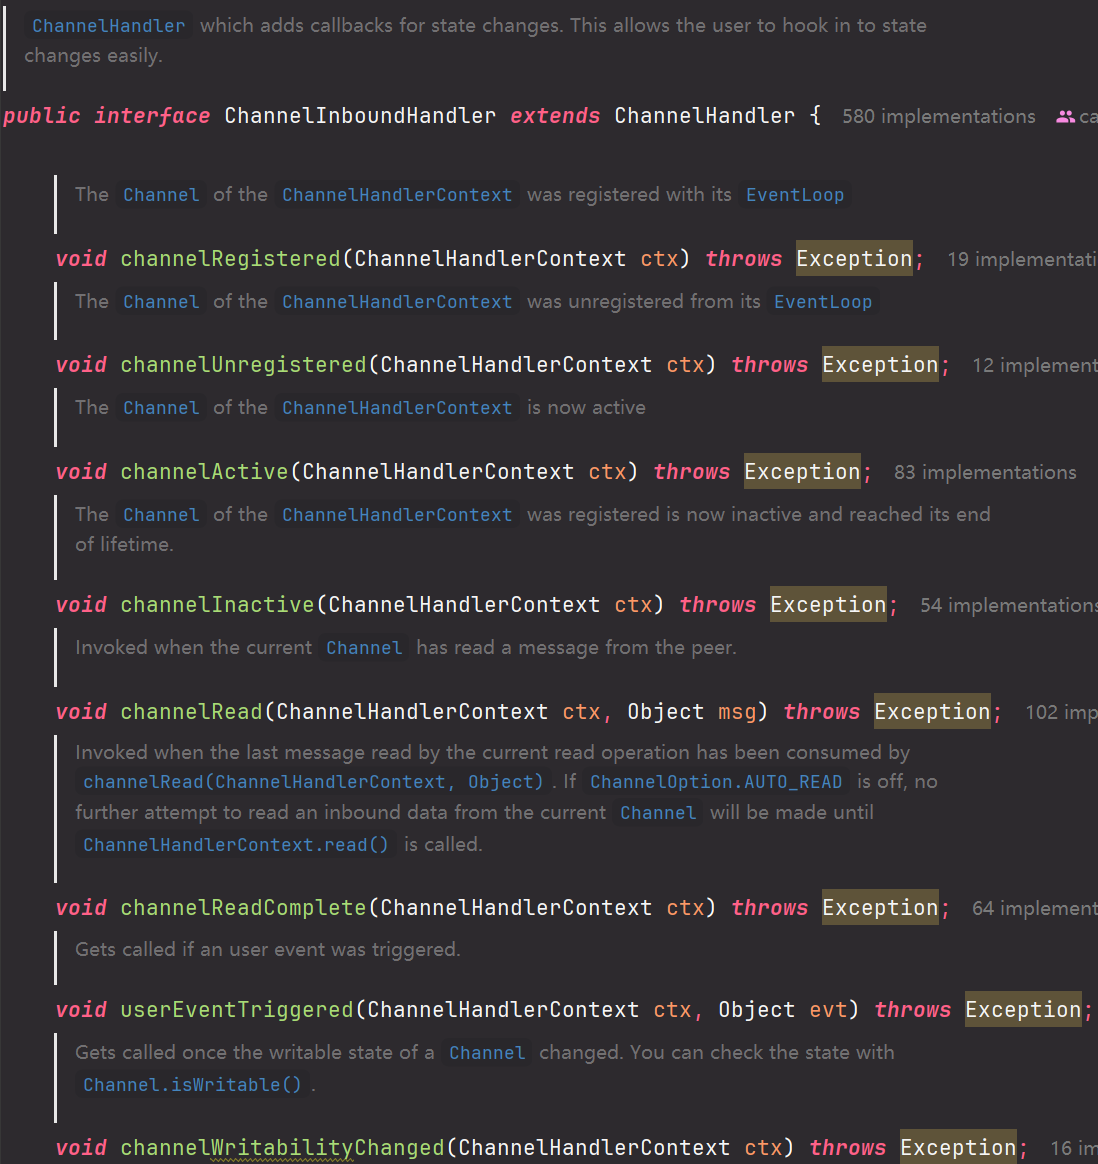 ChannelHandler which adds callbacks for state changes. This allows the user to hook in to state
changes easily.
public interface ChannelInboundHandler extends ChannelHandler { 580 implementations ca
The Channel of the ChannelHandlerContext was registered with its EventLoop
void channelRegistered(ChannelHandlerContext ctx) throws Exception; 19 implementati
The Channel of the ChannelHandlerContext was unregistered from its EventLoop
void channelUnregistered(ChannelHandlerContext ctx) throws Exception; 12 implement
The Channel of the ChannelHandlerContext is now active
void channelActive(ChannelHandlerContext ctx) throws Exception; 83 implementations
The Channel of the ChannelHandlerContext was registered is now inactive and reached its end
of lifetime.
void channelInactive(ChannelHandlerContext ctx) throws Exception; 54 implementations
Invoked when the current Channel has read a message from the peer.
void channelRead(ChannelHandlerContext ctx, Object msg) throws Exception; 102 imp
Invoked when the last message read by the current read operation has been consumed by
channelRead(ChannelHandlerContext, Object). If ChannelOption.AUTO_READ is off, no
further attempt to read an inbound data from the current Channel will be made until
ChannelHandlerContext.read() is called.
void channelReadComplete(ChannelHandlerContext ctx) throws Exception; 64 implement
Gets called if an user event was triggered.
void userEventTriggered(ChannelHandlerContext ctx, Object evt) throws Exception;
Gets called once the writable state of a Channel changed. You can check the state with
Channel.isWritable().
void channelWritabilityChanged(ChannelHandlerContext ctx) throws Exception; 16 im